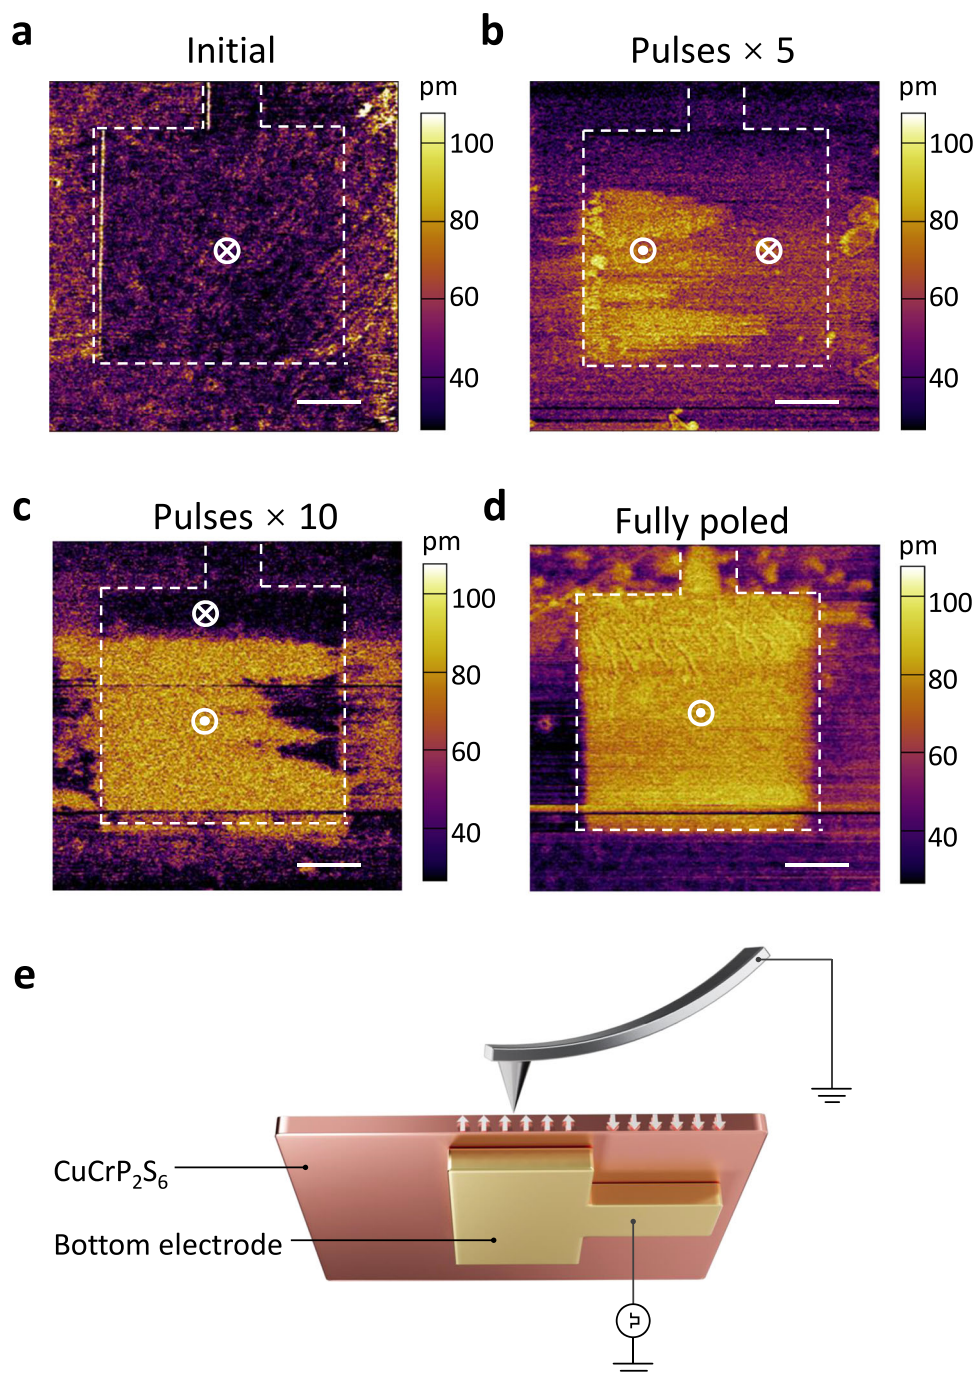 a
Initial
pm
100
80
60
40
b
Pulses × 5
pm
100
80
60
40
c
Pulses × 10
pm
100
80
60
40
d
Fully poled
pm
100
80
60
40
e
CuCrP₂S₆
Bottom electrode